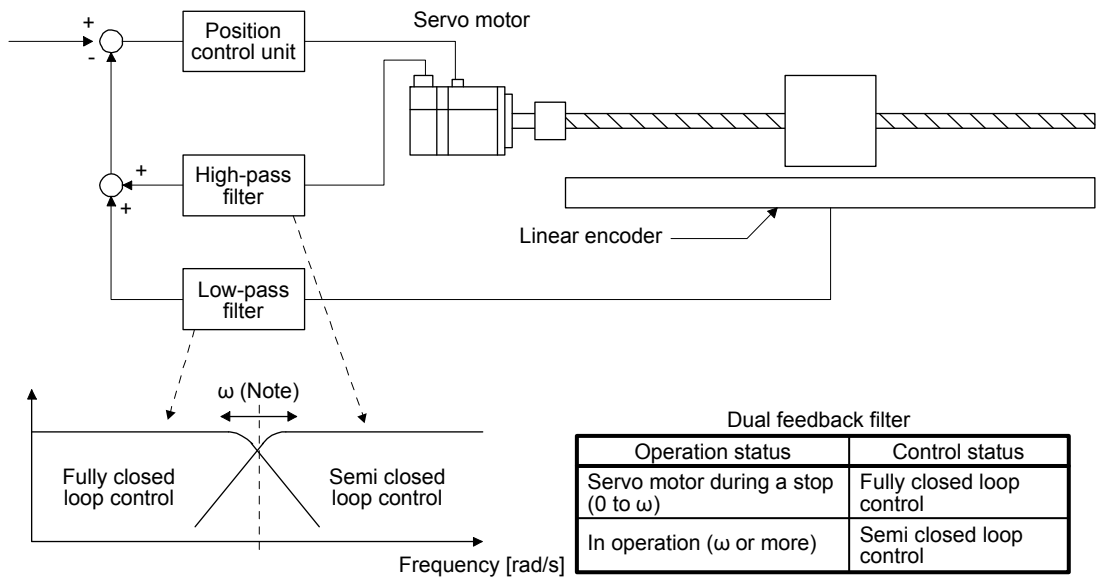 Servo motor
+
-
Position
control unit
+
+
High-pass
filter
Linear encoder
Low-pass
filter
ω (Note)
Fully closed
loop control
Semi closed
loop control
Frequency [rad/s]
Dual feedback filter
Operation status
Control status
Servo motor during a stop
(0 to ω)
Fully closed loop
control
In operation (ω or more)
Semi closed loop
control